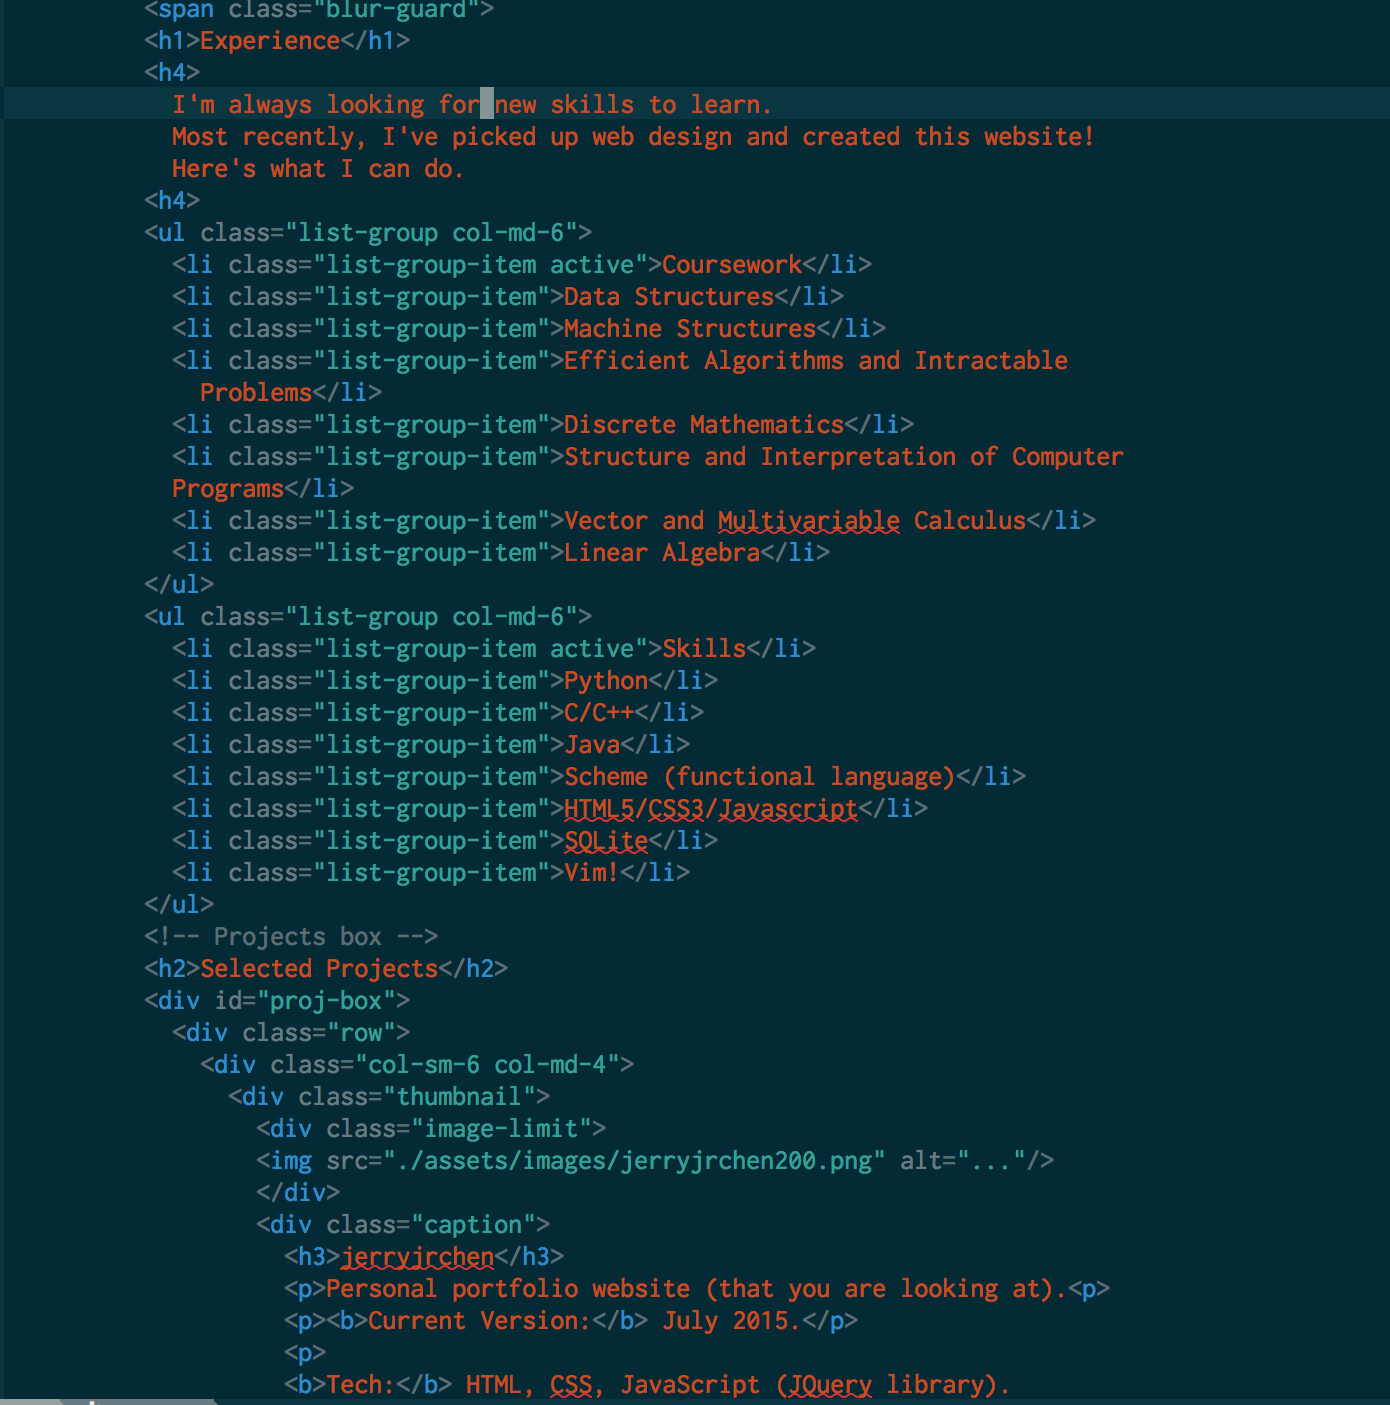 <span class="blur-guard">
<h1>Experience</h1>
<h4>
I'm always looking for new skills to learn.
Most recently, I've picked up web design and created this website!
Here's what I can do.
<h4>
<ul class="list-group col-md-6">
<li class="list-group-item active">Coursework</li>
<li class="list-group-item">Data Structures</li>
<li class="list-group-item">Machine Structures</li>
<li class="list-group-item">Efficient Algorithms and Intractable
Problems</li>
<li class="list-group-item">Discrete Mathematics</li>
<li class="list-group-item">Structure and Interpretation of Computer
Programs</li>
<li class="list-group-item">Vector and Multivariable Calculus</li>
<li class="list-group-item">Linear Algebra</li>
</ul>
<ul class="list-group col-md-6">
<li class="list-group-item active">Skills</li>
<li class="list-group-item">Python</li>
<li class="list-group-item">C/C++</li>
<li class="list-group-item">Java</li>
<li class="list-group-item">Scheme (functional language)</li>
<li class="list-group-item">HTML5/CSS3/Javascript</li>
<li class="list-group-item">SQLite</li>
<li class="list-group-item">Vim!</li>
</ul>
<!-- Projects box -->
<h2>Selected Projects</h2>
<div id="proj-box">
<div class="row">
<div class="col-sm-6 col-md-4">
<div class="thumbnail">
<div class="image-limit">
<img src="./assets/images/jerryjrchen200.png" alt="..."/>
</div>
<div class="caption">
<h3>jerryjrchen</h3>
<p>Personal portfolio website (that you are looking at).<p>
<p><b>Current Version:</b> July 2015.</p>
<p>
<b>Tech:</b> HTML, CSS, JavaScript (JQuery library).